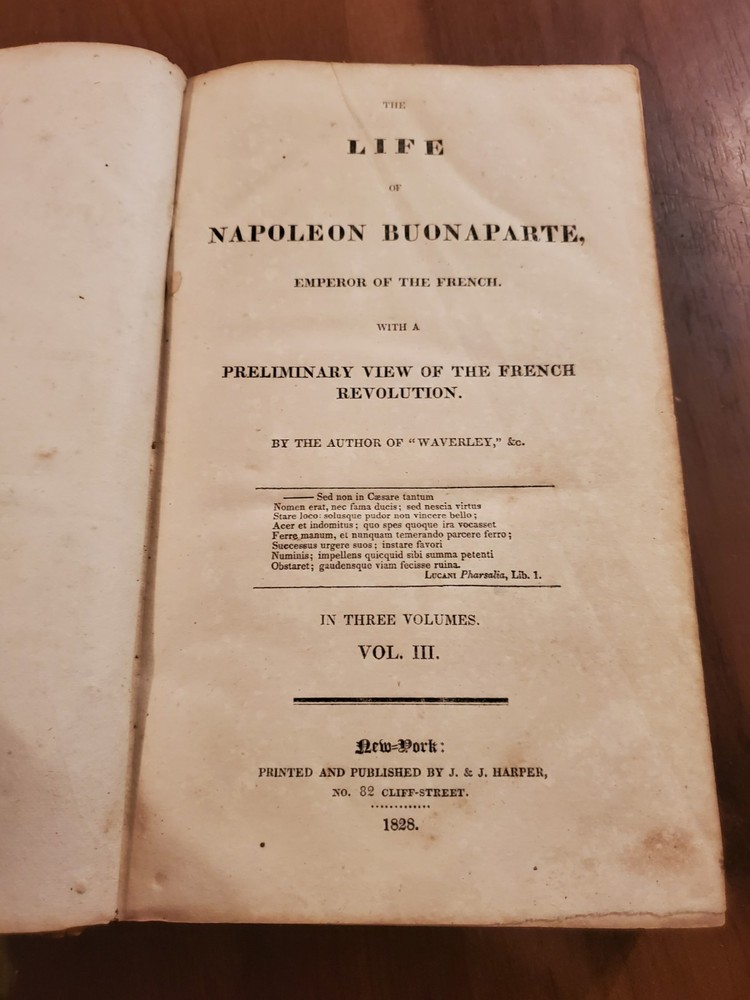 THE
LIFE
OF
NAPOLEON BUONAPARTE,
EMPEROR OF THE FRENCH.
WITH A
PRELIMINARY VIEW OF THE FRENCH
REVOLUTION.
BY THE AUTHOR OF "WAVERLEY," &c.
—— Sed non in Cæsare tantum
Nomen erat, nec fama ducis; sed nescia virtus
Stare loco: solusque pudor non vincere bello;
Acer et indomitus; quo spes quoque ira vocasset
Ferre manum, et nunquam temerando parcere ferro;
Successus urgere suos; instare favori
Numinis; impellens quicquid sibi summa petenti
Obstaret; gaudensque viam fecisse ruina.
LUCANI Pharsalia, Lib. 1.
IN THREE VOLUMES.
VOL. III.
New-York:
PRINTED AND PUBLISHED BY J. & J. HARPER,
NO. 82 CLIFF-STREET.
1828.